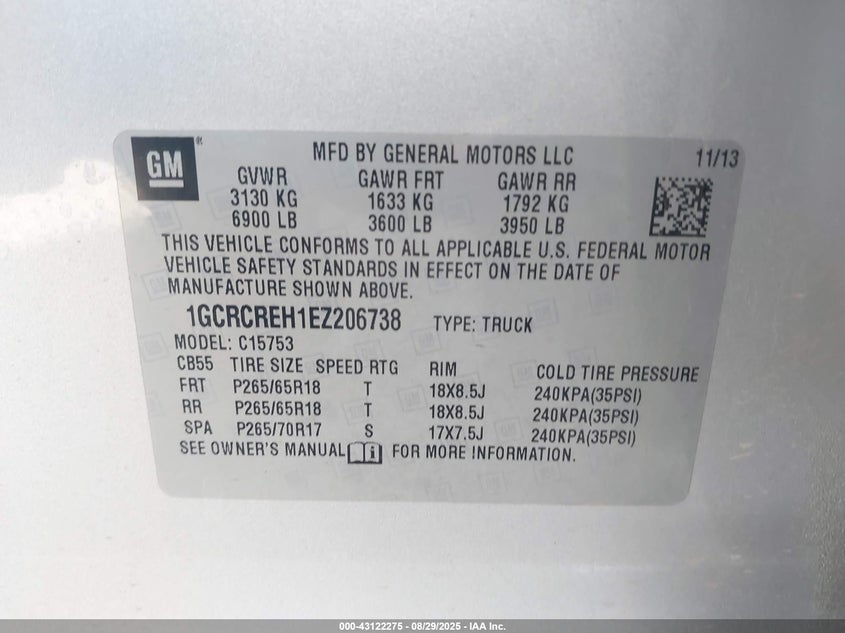 GM ® MFD BY GENERAL MOTORS LLC 11/13
GVWR GAWR FRT GAWR RR
3130 KG 1633 KG 1792 KG
6900 LB 3600 LB 3950 LB
THIS VEHICLE CONFORMS TO ALL APPLICABLE U.S. FEDERAL MOTOR
VEHICLE SAFETY STANDARDS IN EFFECT ON THE DATE OF
MANUFACTURE SHOWN ABOVE.
1GCRCREH1EZ206738 TYPE: TRUCK
MODEL: C15753
CB55 TIRE SIZE SPEED RTG RIM COLD TIRE PRESSURE
FRT P265/65R18 T 18X8.5J 240KPA(35PSI)
RR P265/65R18 T 18X8.5J 240KPA(35PSI)
SPA P265/70R17 S 17X7.5J 240KPA(35PSI)
SEE OWNER'S MANUAL i FOR MORE INFORMATION.
000-43122275 - 08/29/2025 - IAA Inc.